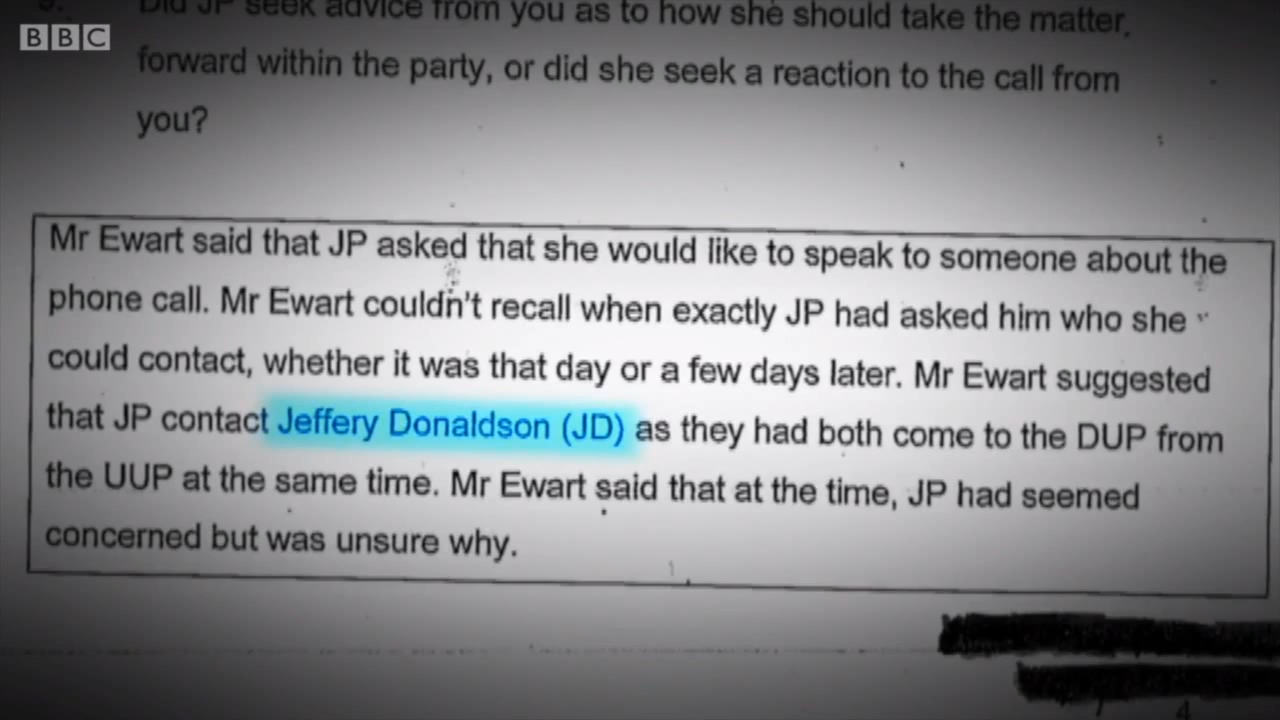 BBC
Did JP seek advice from you as to how she should take the matter,
forward within the party, or did she seek a reaction to the call from
you?
Mr Ewart said that JP asked that she would like to speak to someone about the
phone call. Mr Ewart couldn't recall when exactly JP had asked him who she
could contact, whether it was that day or a few days later. Mr Ewart suggested
that JP contact Jeffery Donaldson (JD) as they had both come to the DUP from
the UUP at the same time. Mr Ewart said that at the time, JP had seemed
concerned but was unsure why.